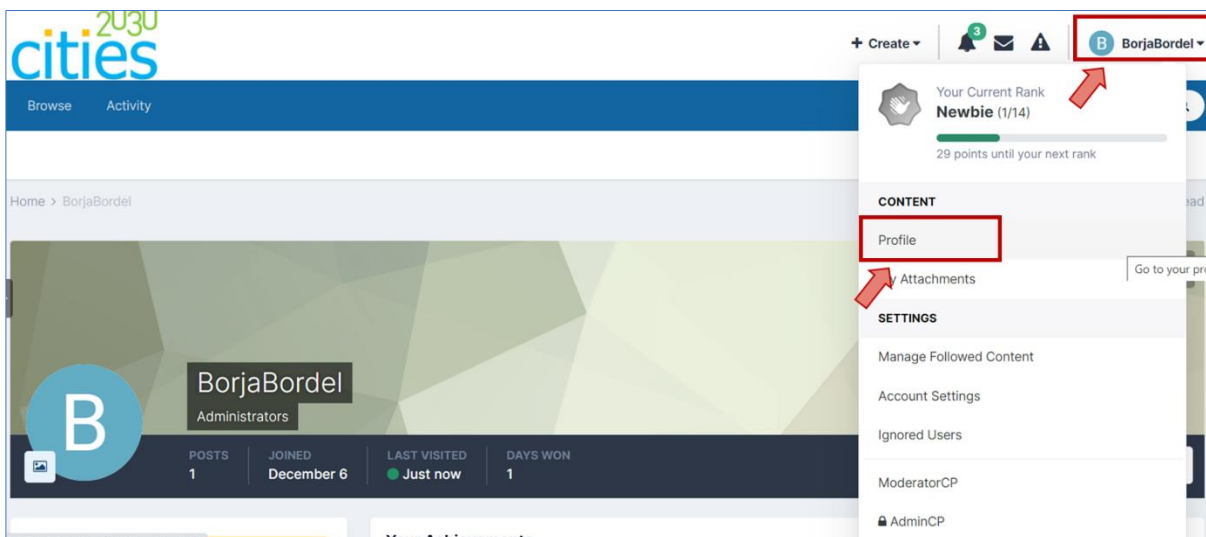 2030
cities
+ Create
3
B BorjaBordel
Browse Activity
Your Current Rank
Newbie (1/14)
29 points until your next rank
Home > BorjaBordel
CONTENT
Profile
Attachments
Go to your
SETTINGS
Manage Followed Content
Account Settings
Ignored Users
ModeratorCP
AdminCP
B
BorjaBordel
Administrators
POSTS JOINED LAST VISITED DAYS WON
1 December 6 Just now 1